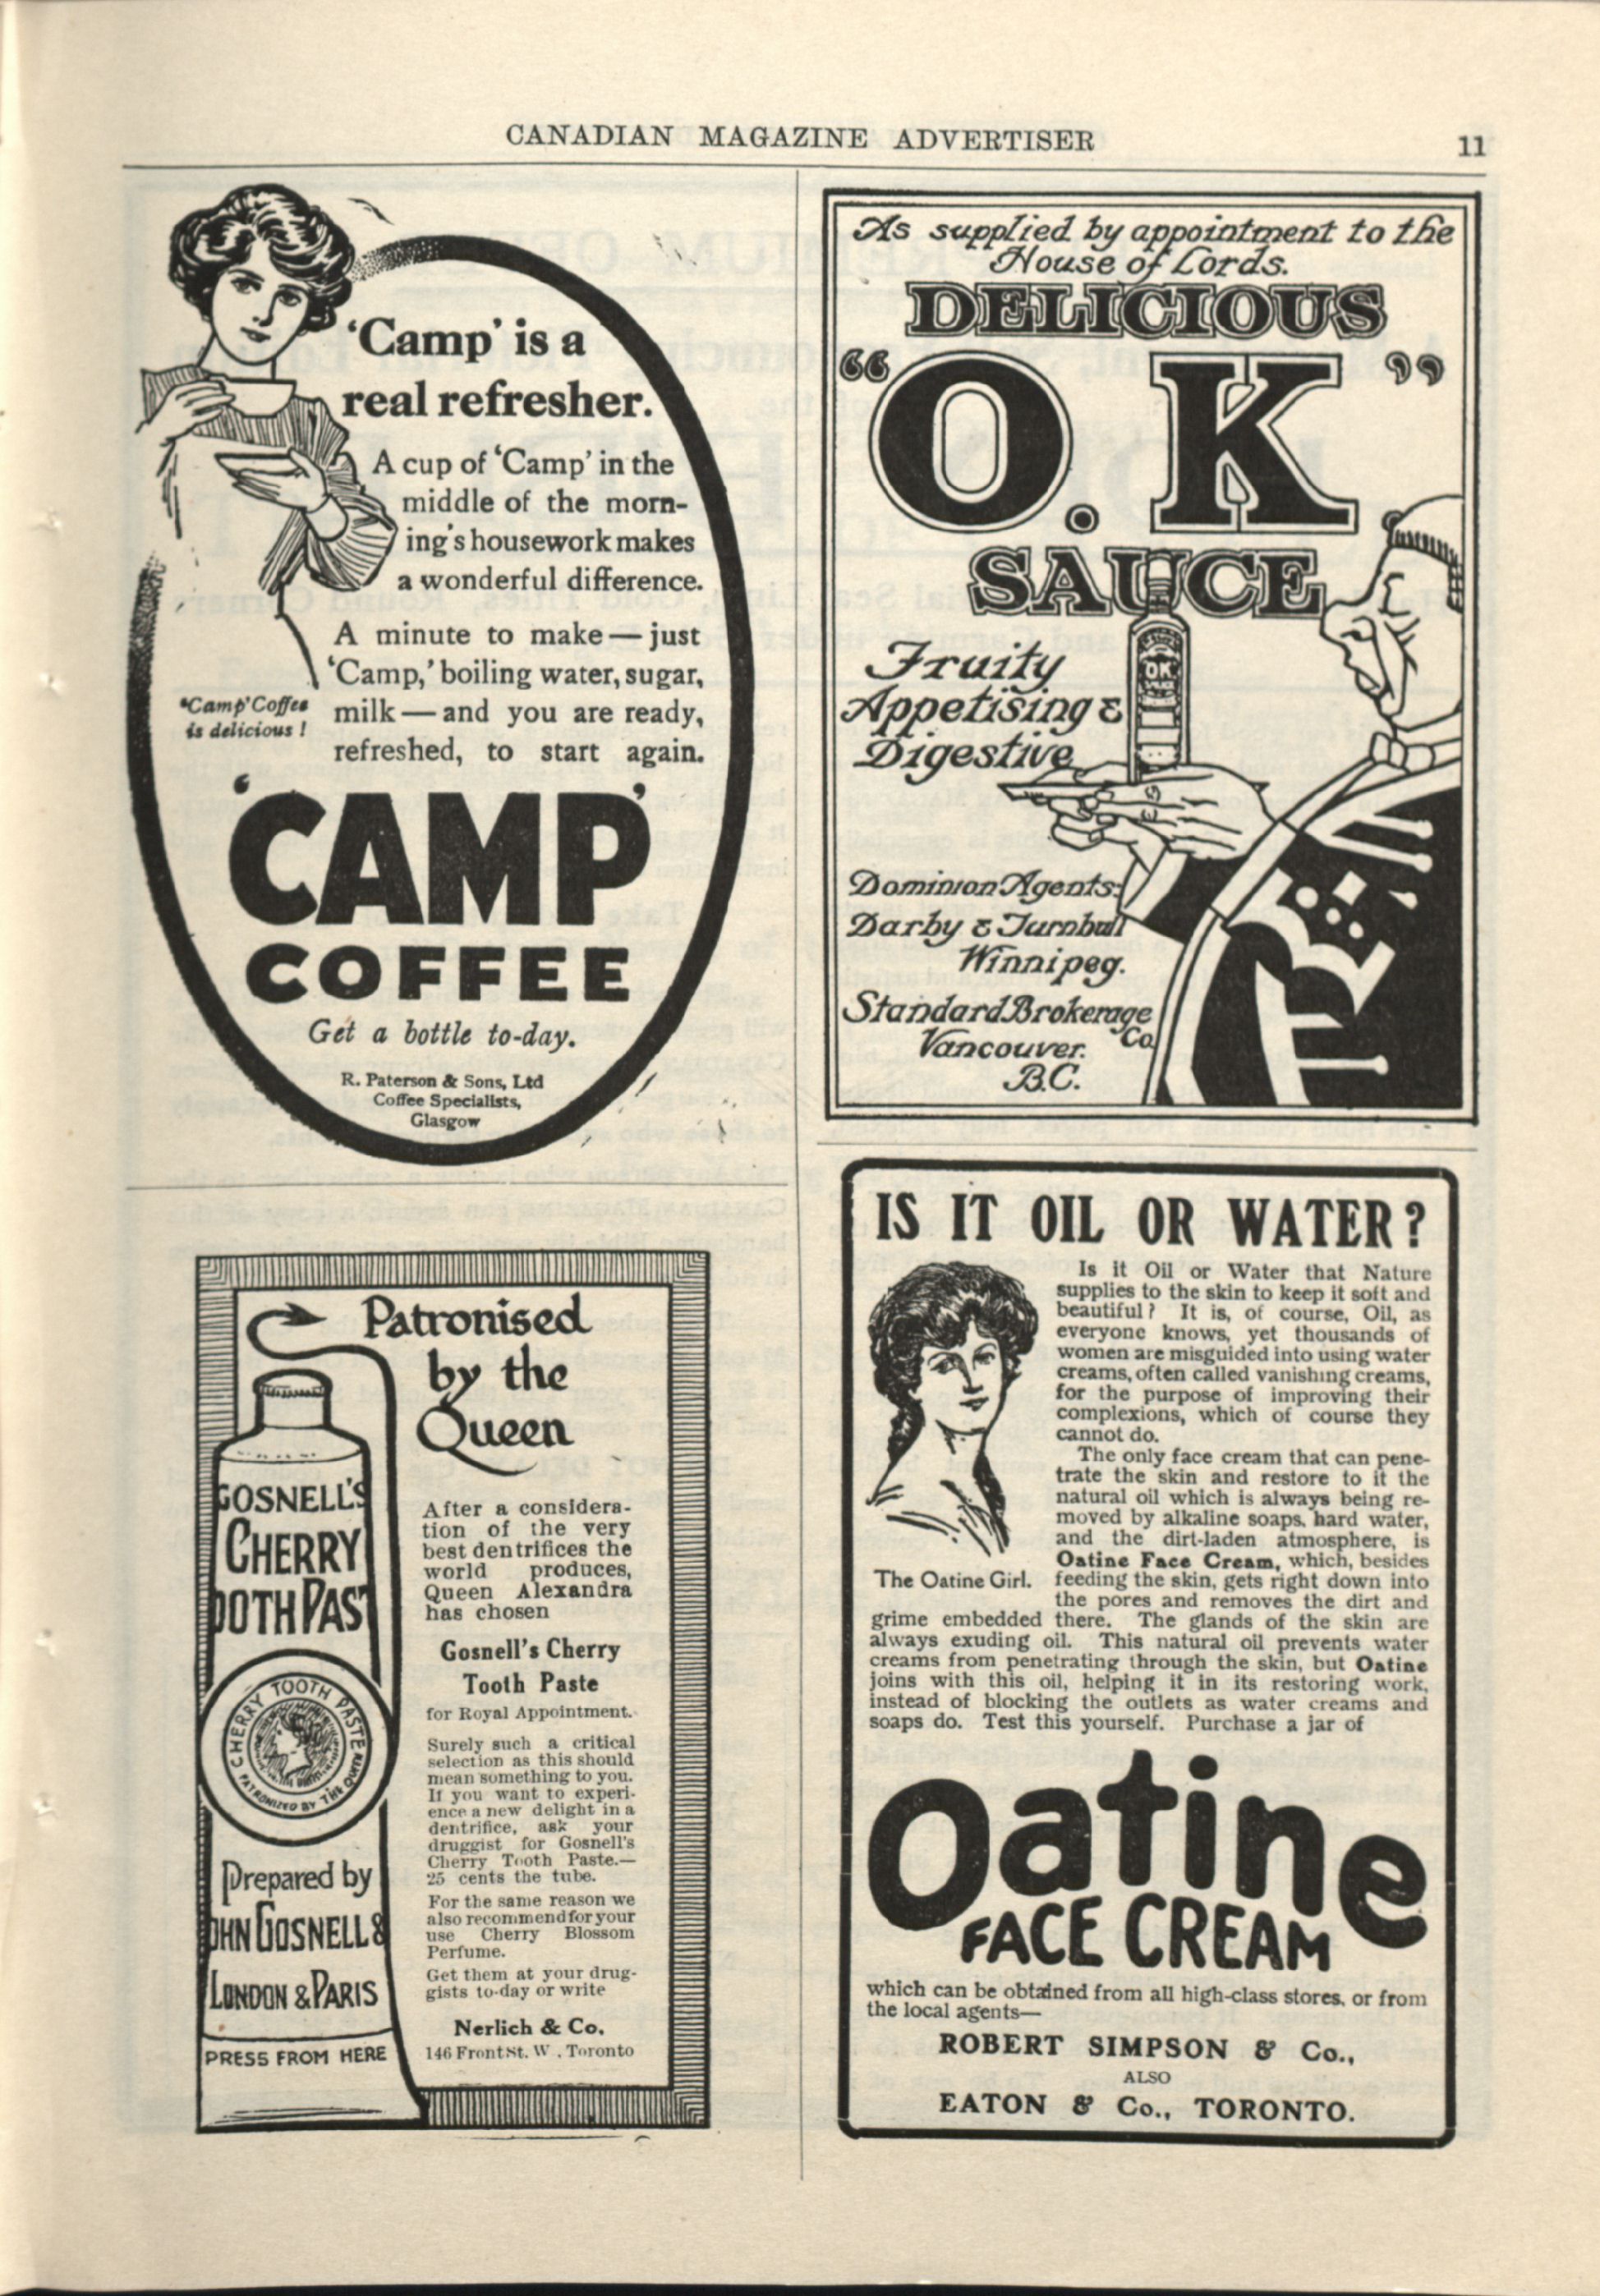 CANADIAN MAGAZINE ADVERTISER
11
'Camp' is a
real refresher.
A cup of 'Camp' in the
middle of the morn-
ing's housework makes
a wonderful difference.
A minute to make — just
'Camp,' boiling water, sugar,
milk — and you are ready,
refreshed, to start again.
'Camp' Coffee
is delicious !
'CAMP'
COFFEE
Get a bottle to-day.
R. Paterson & Sons, Ltd
Coffee Specialists,
Glasgow
As supplied by appointment to the
House of Lords.
DELICIOUS
"O.K"
SAUCE
OK
Fruity
Appetising &
Digestive
Dominion Agents:
Darby & Turnbull
Winnipeg.
Standard Brokerage
Co
Vancouver.
B.C.
Patronised
by the
Queen
GOSNELL'S
CHERRY
OOTH PAST
CHERRY TOOTH PASTE
PATRONIZED BY THE QUEEN
Prepared by
OHN GOSNELL &
LONDON & PARIS
PRESS FROM HERE
After a considera-
tion of the very
best dentrifices the
world produces,
Queen Alexandra
has chosen
Gosnell's Cherry
Tooth Paste
for Royal Appointment.
Surely such a critical
selection as this should
mean something to you.
If you want to experi-
ence a new delight in a
dentrifice, ask your
druggist for Gosnell's
Cherry Tooth Paste.—
25 cents the tube.
For the same reason we
also recommend for your
use Cherry Blossom
Perfume.
Get them at your drug-
gists to-day or write
Nerlich & Co.
146 Front St. W., Toronto
IS IT OIL OR WATER?
Is it Oil or Water that Nature
supplies to the skin to keep it soft and
beautiful? It is, of course, Oil, as
everyone knows, yet thousands of
women are misguided into using water
creams, often called vanishing creams,
for the purpose of improving their
complexions, which of course they
cannot do.
The only face cream that can pene-
trate the skin and restore to it the
natural oil which is always being re-
moved by alkaline soaps, hard water,
and the dirt-laden atmosphere, is
Oatine Face Cream, which, besides
feeding the skin, gets right down into
the pores and removes the dirt and
The Oatine Girl.
grime embedded there. The glands of the skin are
always exuding oil. This natural oil prevents water
creams from penetrating through the skin, but Oatine
joins with this oil, helping it in its restoring work,
instead of blocking the outlets as water creams and
soaps do. Test this yourself. Purchase a jar of
Oatine
FACE CREAM
which can be obtained from all high-class stores, or from
the local agents—
ROBERT SIMPSON & Co.,
ALSO
EATON & Co., TORONTO.